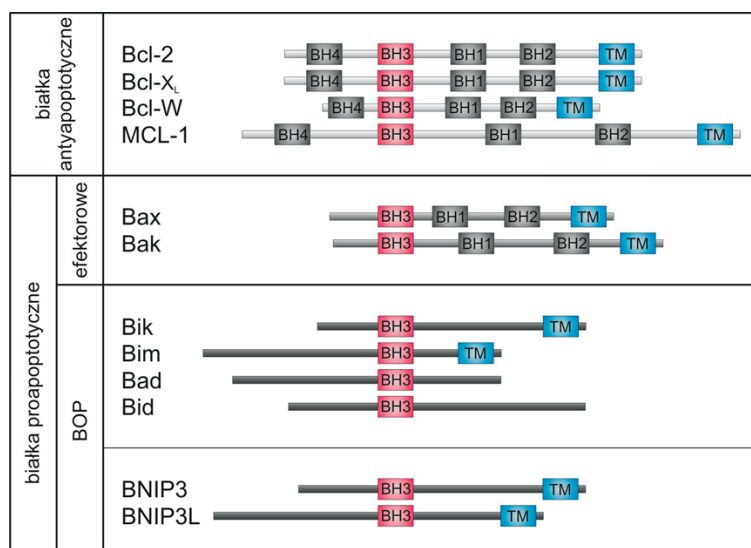 białka
antyapoptotyczne
Bcl-2 BH4 BH3 BH1 BH2 TM
Bcl-XL BH4 BH3 BH1 BH2 TM
Bcl-W BH4 BH3 BH1 BH2 TM
MCL-1 BH4 BH3 BH1 BH2 TM
białka proapoptotyczne
efektorowe
Bax BH3 BH1 BH2 TM
Bak BH3 BH1 BH2 TM
BOP
Bik BH3 TM
Bim BH3 TM
Bad BH3
Bid BH3
BNIP3 BH3 TM
BNIP3L BH3 TM